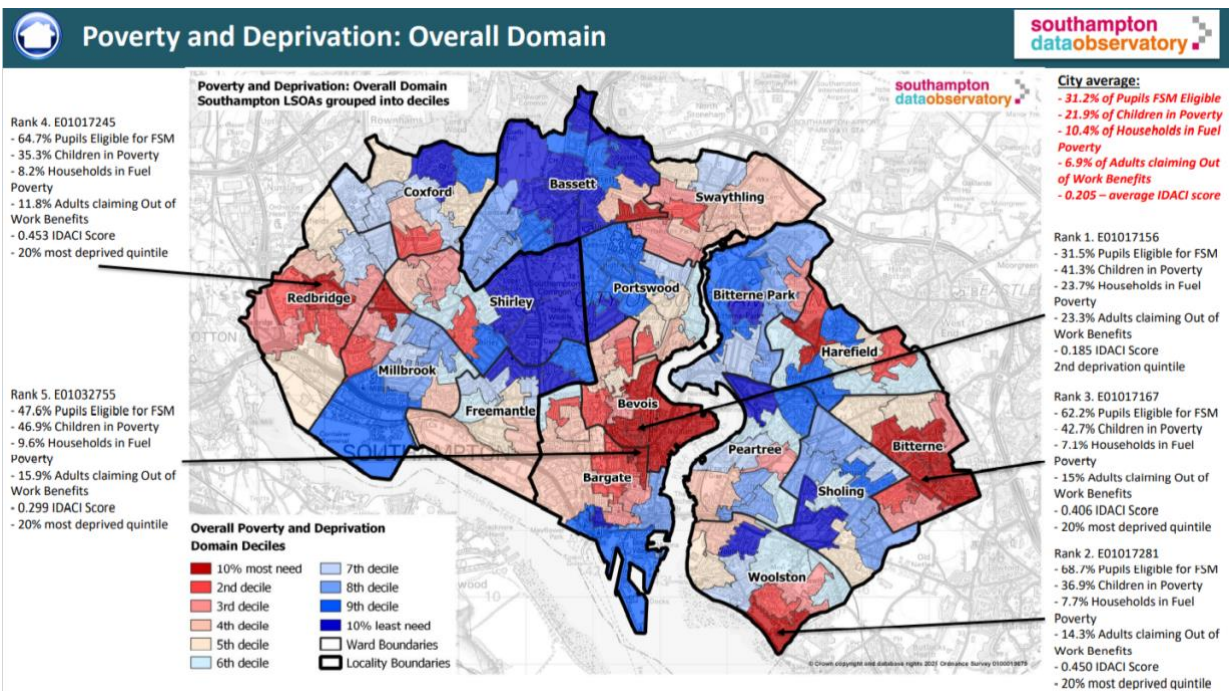 Poverty and Deprivation: Overall Domain
southampton
dataobservatory
Rank 4. E01017245
- 64.7% Pupils Eligible for FSM
- 35.3% Children in Poverty
- 8.2% Households in Fuel
Poverty
- 11.8% Adults claiming Out of
Work Benefits
- 0.453 IDACI Score
- 20% most deprived quintile
Rank 5. E01032755
- 47.6% Pupils Eligible for FSM
- 46.9% Children in Poverty
- 9.6% Households in Fuel
Poverty
- 15.9% Adults claiming Out of
Work Benefits
- 0.299 IDACI Score
- 20% most deprived quintile
Poverty and Deprivation: Overall Domain
Southampton LSOAs grouped into deciles
southampton
dataobservatory
Coxford
Bassett
Swaythling
Redbridge
Shirley
Portswood
Bitterne Park
Millbrook
Harefield
Freemantle
Bevois
Bitterne
SOUTHAMPTON
Peartree
Bargate
Sholing
Woolston
Overall Poverty and Deprivation
Domain Deciles
10% most need
2nd decile
3rd decile
4th decile
5th decile
6th decile
7th decile
8th decile
9th decile
10% least need
Ward Boundaries
Locality Boundaries
City average:
- 31.2% of Pupils FSM Eligible
- 21.9% of Children in Poverty
- 10.4% of Households in Fuel
Poverty
- 6.9% of Adults claiming Out
of Work Benefits
- 0.205 – average IDACI score
Rank 1. E01017156
- 31.5% Pupils Eligible for FSM
- 41.3% Children in Poverty
- 23.7% Households in Fuel
Poverty
- 23.3% Adults claiming Out of
Work Benefits
- 0.185 IDACI Score
2nd deprivation quintile
Rank 3. E01017167
- 62.2% Pupils Eligible for FSM
- 42.7% Children in Poverty
- 7.1% Households in Fuel
Poverty
- 15% Adults claiming Out of
Work Benefits
- 0.406 IDACI Score
- 20% most deprived quintile
Rank 2. E01017281
- 68.7% Pupils Eligible for FSM
- 36.9% Children in Poverty
- 7.7% Households in Fuel
Poverty
- 14.3% Adults claiming Out of
Work Benefits
- 0.450 IDACI Score
- 20% most deprived quintile
© Crown copyright and database rights 2021 Ordnance Survey